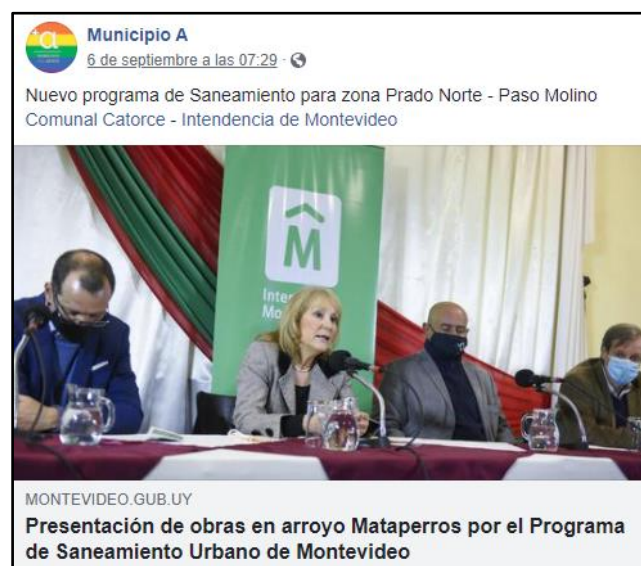 +a
Municipio A
6 de septiembre a las 07:29 ·
Nuevo programa de Saneamiento para zona Prado Norte - Paso Molino
Comunal Catorce - Intendencia de Montevideo
M
MONTEVIDEO.GUB.UY
Presentación de obras en arroyo Mataperros por el Programa
de Saneamiento Urbano de Montevideo